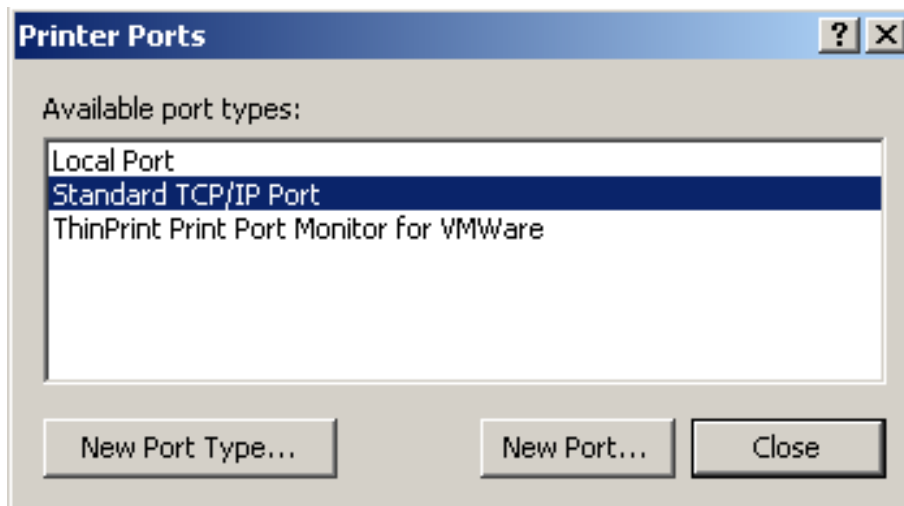 Printer Ports
Available port types:
Local Port
Standard TCP/IP Port
ThinPrint Print Port Monitor for VMWare
New Port Type... New Port... Close